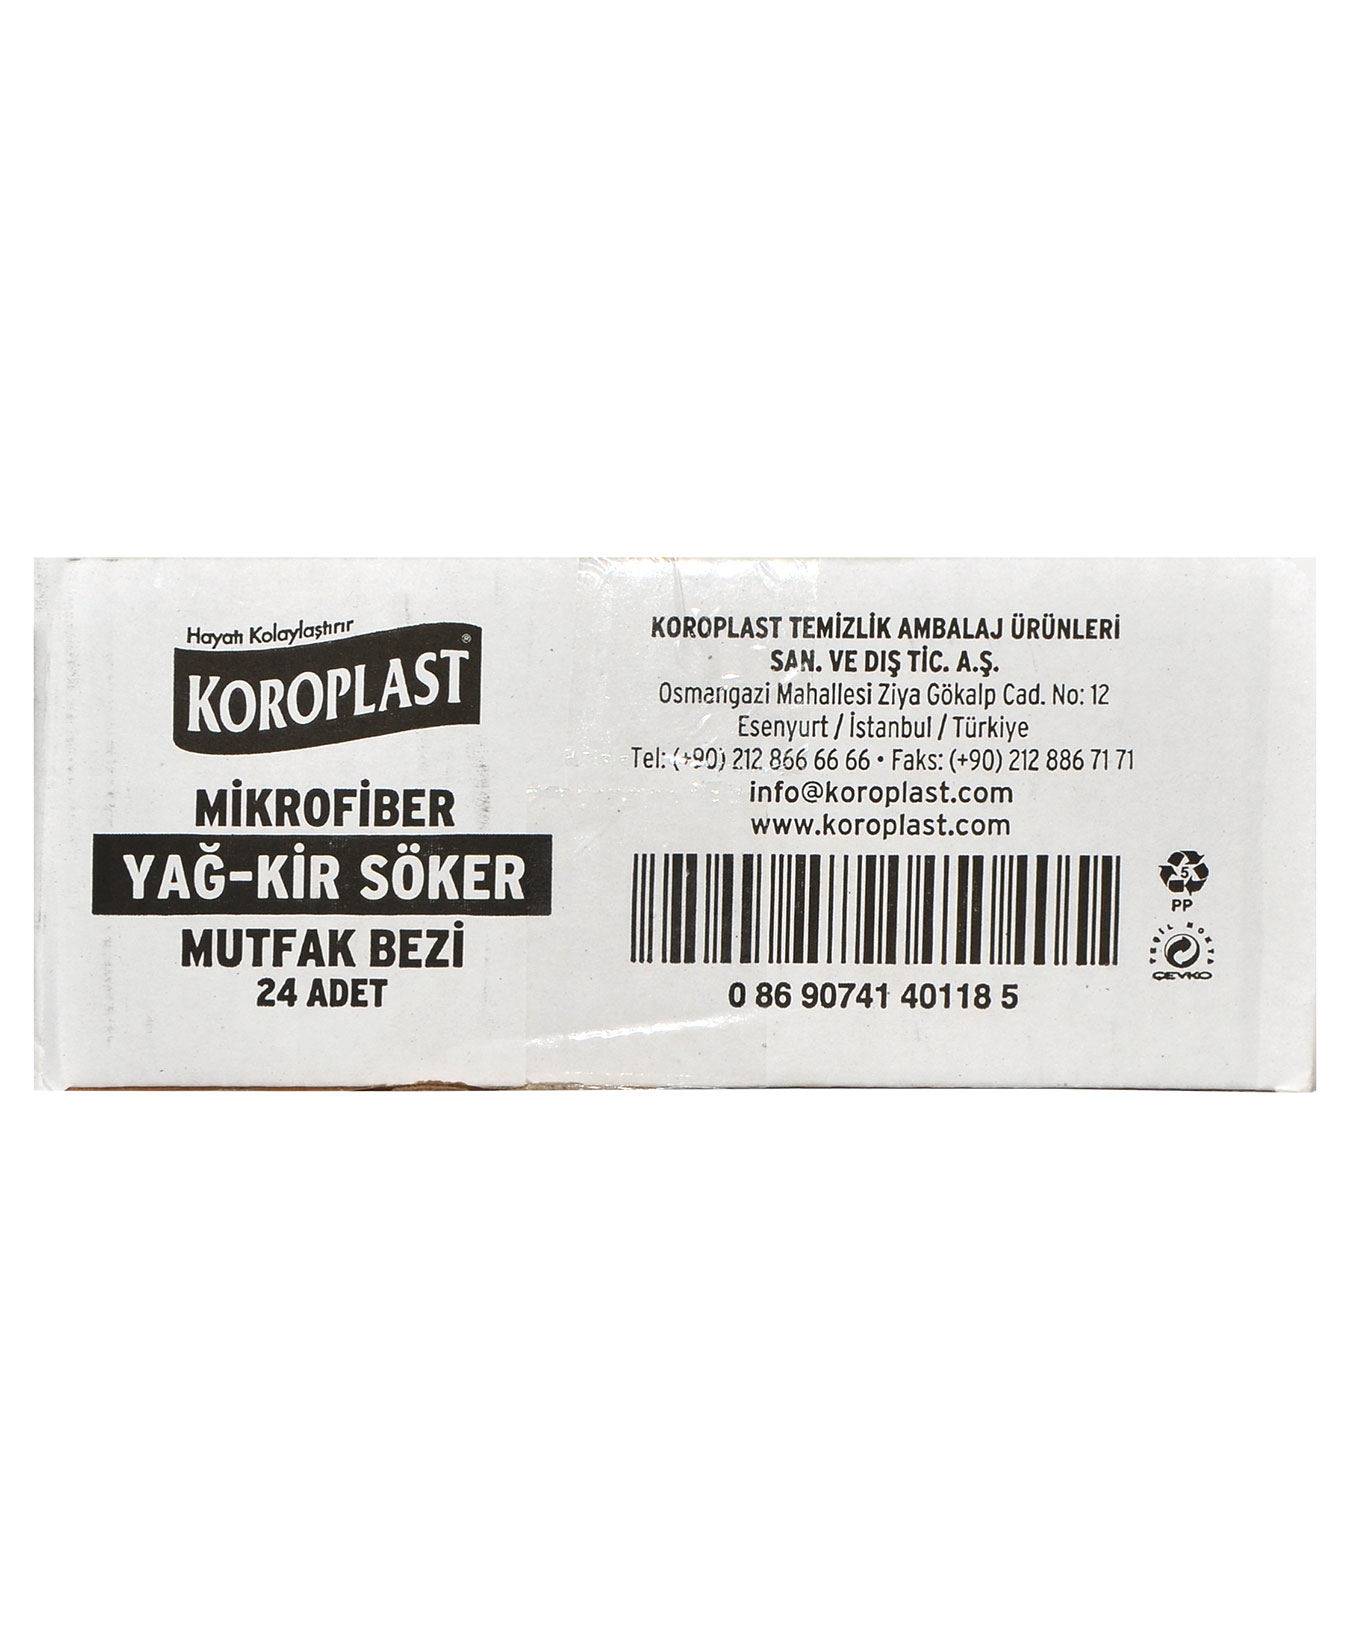 Hayatı Kolaylaştırır
KOROPLAST®
MİKROFİBER
YAĞ-KİR SÖKER
MUTFAK BEZİ
24 ADET
KOROPLAST TEMİZLİK AMBALAJ ÜRÜNLERİ
SAN. VE DIŞ TİC. A.Ş.
Osmangazi Mahallesi Ziya Gökalp Cad. No: 12
Esenyurt / İstanbul / Türkiye
Tel: (+90) 212 866 66 66 • Faks: (+90) 212 886 71 71
info@koroplast.com
www.koroplast.com
0 86 90741 40118 5
5
PP
YEŞİL NOKTA
ÇEVKO